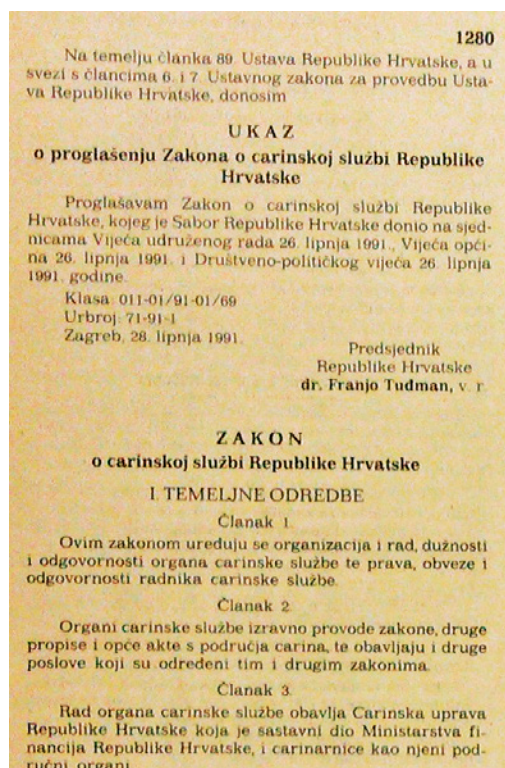 1280
Na temelju članka 89. Ustava Republike Hrvatske, a u
svezi s člancima 6. i 7. Ustavnog zakona za provedbu Usta-
va Republike Hrvatske, donosim
UKAZ
o proglašenju Zakona o carinskoj službi Republike
Hrvatske
Proglašavam Zakon o carinskoj službi Republike
Hrvatske, kojeg je Sabor Republike Hrvatske donio na sjed-
nicama Vijeća udruženog rada 26. lipnja 1991., Vijeća opći-
na 26. lipnja 1991. i Društveno-političkog vijeća 26. lipnja
1991. godine.
Klasa: 011-01/91-01/69
Urbroj: 71-91-1
Zagreb, 28. lipnja 1991.
Predsjednik
Republike Hrvatske
dr. Franjo Tuđman, v. r.
ZAKON
o carinskoj službi Republike Hrvatske
I. TEMELJNE ODREDBE
Članak 1.
Ovim zakonom uređuju se organizacija i rad, dužnosti
i odgovornosti organa carinske službe te prava, obveze i
odgovornosti radnika carinske službe.
Članak 2.
Organi carinske službe izravno provode zakone, druge
propise i opće akte s područja carina, te obavljaju i druge
poslove koji su određeni tim i drugim zakonima.
Članak 3.
Rad organa carinske službe obavlja Carinska uprava
Republike Hrvatske koja je sastavni dio Ministarstva fi-
nancija Republike Hrvatske, i carinarnice kao njeni pod-
ručni organi.